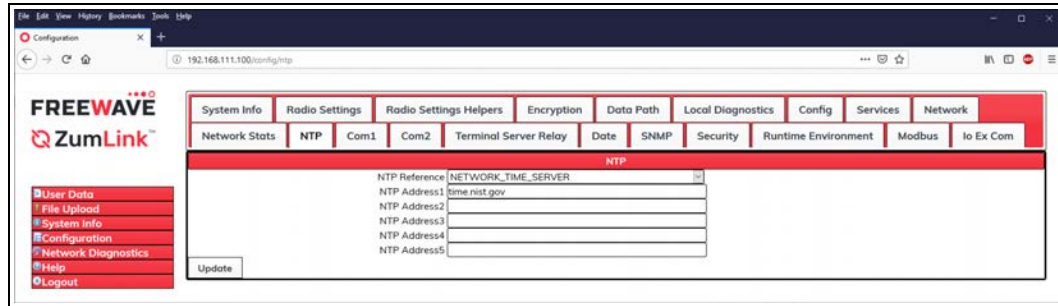 File Edit View History Bookmarks Tools Help
Configuration
192.168.111.100/config/ntp
FREEWAVE
ZumLink™
System Info Radio Settings Radio Settings Helpers Encryption Data Path Local Diagnostics Config Services Network
Network Stats NTP Com1 Com2 Terminal Server Relay Date SNMP Security Runtime Environment Modbus Io Ex Com
NTP
NTP Reference NETWORK_TIME_SERVER
NTP Address1 time.nist.gov
NTP Address2
NTP Address3
NTP Address4
NTP Address5
Update
User Data
File Upload
System Info
Configuration
Network Diagnostics
Help
Logout